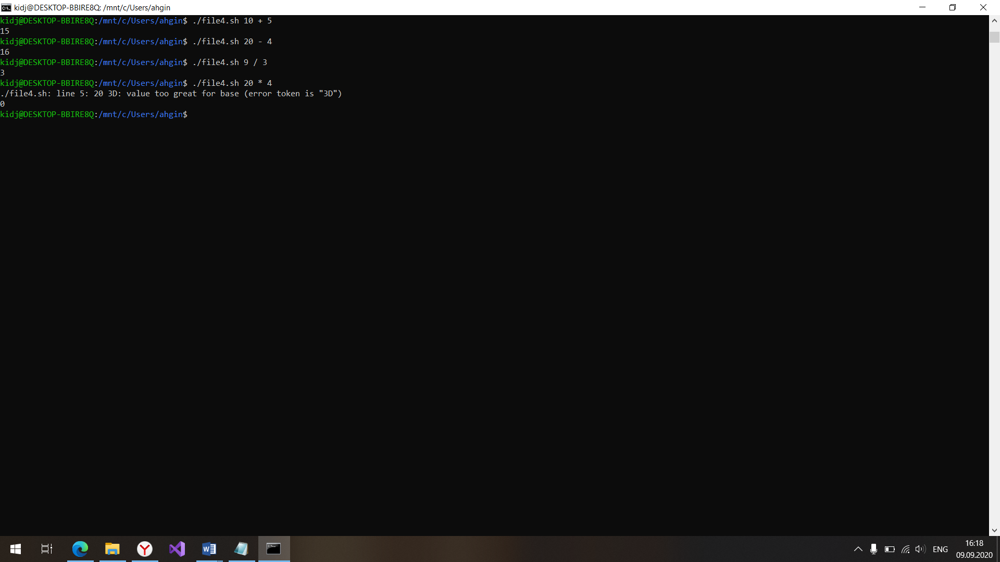 kidj@DESKTOP-BBIRE8Q: /mnt/c/Users/ahgin
kidj@DESKTOP-BBIRE8Q:/mnt/c/Users/ahgin$ ./file4.sh 10 + 5
15
kidj@DESKTOP-BBIRE8Q:/mnt/c/Users/ahgin$ ./file4.sh 20 - 4
16
kidj@DESKTOP-BBIRE8Q:/mnt/c/Users/ahgin$ ./file4.sh 9 / 3
3
kidj@DESKTOP-BBIRE8Q:/mnt/c/Users/ahgin$ ./file4.sh 20 * 4
./file4.sh: line 5: 20 3D: value too great for base (error token is "3D")
0
kidj@DESKTOP-BBIRE8Q:/mnt/c/Users/ahgin$
ENG
16:18
09.09.2020